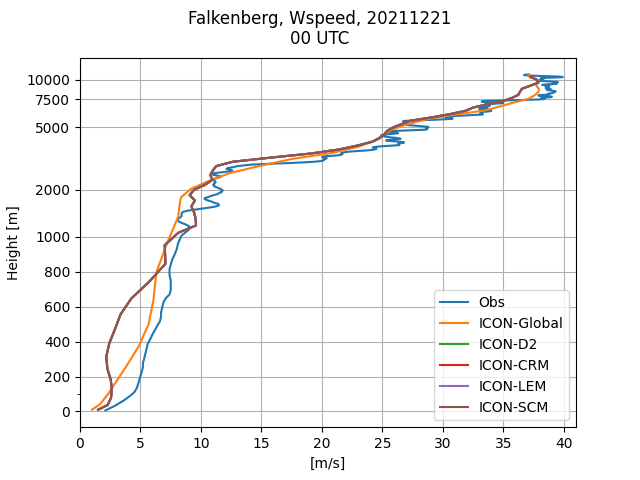 Falkenberg, Wspeed, 20211221
00 UTC
Height [m]
10000
7500
5000
2000
1000
800
600
400
200
0
Obs
ICON-Global
ICON-D2
ICON-CRM
ICON-LEM
ICON-SCM
0 5 10 15 20 25 30 35 40
[m/s]